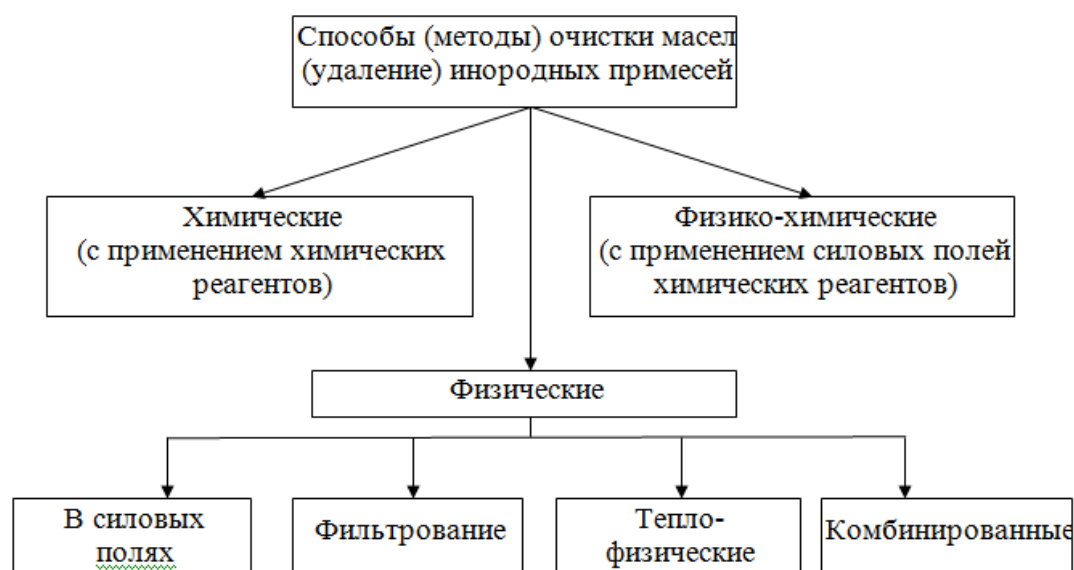 Способы (методы) очистки масел
(удаление) инородных примесей
Химические
(с применением химических
реагентов)
Физико-химические
(с применением силовых полей
химических реагентов)
Физические
В силовых
полях
Фильтрование
Тепло-
физические
Комбинированные